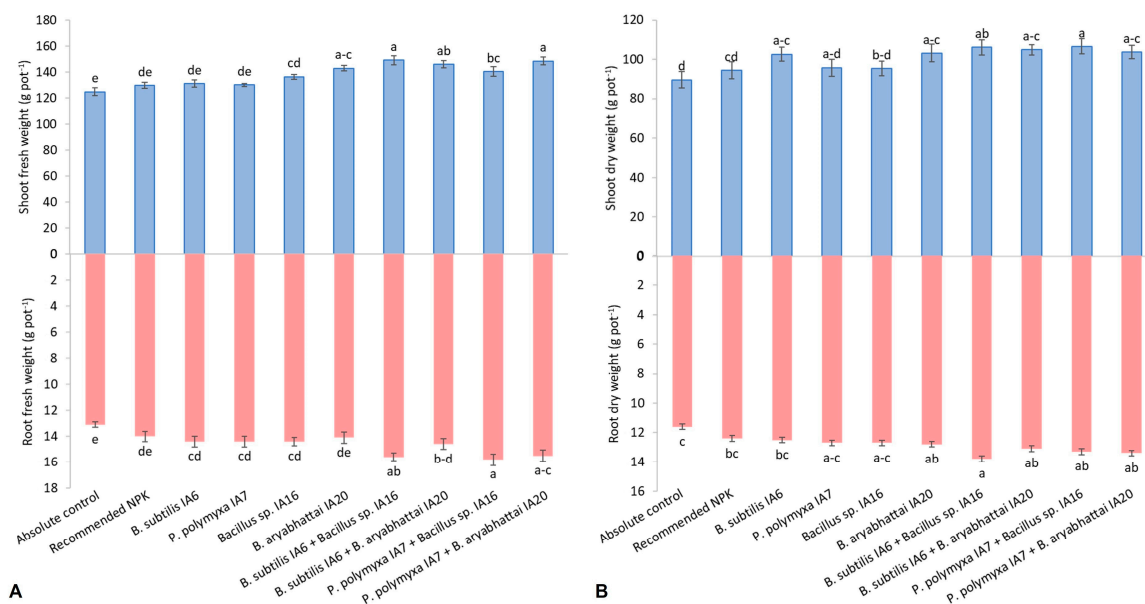 180
160
140
120
100
80
60
40
20
0
2
4
6
8
10
12
14
16
18
Shoot fresh weight (g pot-1)
Root fresh weight (g pot-1)
e
de
de
de
cd
a-c
a
ab
bc
a
e
de
cd
cd
cd
de
ab
b-d
a
a-c
Absolute control
Recommended NPK
B. subtilis IA6
P. polymyxa IA7
Bacillus sp. IA16
B. aryabhattai IA20
B. subtilis IA6 + Bacillus sp. IA16
B. subtilis IA6 + B. aryabhattai IA20
P. polymyxa IA7 + Bacillus sp. IA16
P. polymyxa IA7 + B. aryabhattai IA20
A
120
100
80
60
40
20
0
2
4
6
8
10
12
14
16
Shoot dry weight (g pot-1)
Root dry weight (g pot-1)
d
cd
a-c
a-d
b-d
a-c
ab
a-c
a
a-c
c
bc
bc
a-c
a-c
ab
a
ab
ab
ab
Absolute control
Recommended NPK
B. subtilis IA6
P. polymyxa IA7
Bacillus sp. IA16
B. aryabhattai IA20
B. subtilis IA6 + Bacillus sp. IA16
B. subtilis IA6 + B. aryabhattai IA20
P. polymyxa IA7 + Bacillus sp. IA16
P. polymyxa IA7 + B. aryabhattai IA20
B